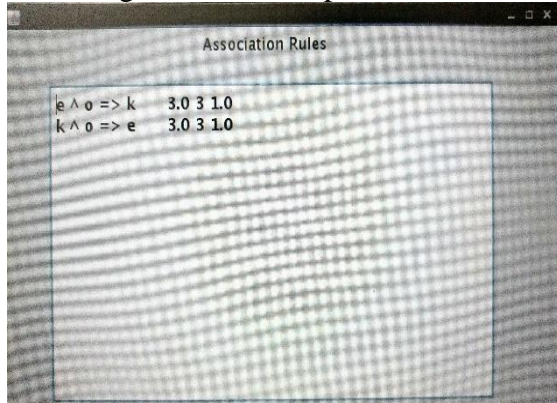 Association Rules
e ^ o => k 3.0 3 1.0
k ^ o => e 3.0 3 1.0